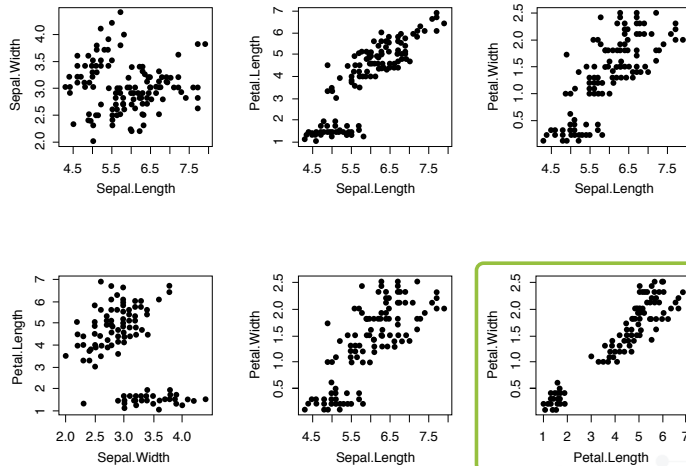 Sepal.Width
2.0 2.5 3.0 3.5 4.0
4.5 5.5 6.5 7.5
Sepal.Length
Petal.Length
1 2 3 4 5 6 7
4.5 5.5 6.5 7.5
Sepal.Length
Petal.Width
0.5 1.0 1.5 2.0 2.5
4.5 5.5 6.5 7.5
Sepal.Length
Petal.Length
1 2 3 4 5 6 7
2.0 2.5 3.0 3.5 4.0
Sepal.Width
Petal.Width
0.5 1.0 1.5 2.0 2.5
4.5 5.5 6.5 7.5
Sepal.Length
Petal.Width
0.5 1.0 1.5 2.0 2.5
1 2 3 4 5 6 7
Petal.Length